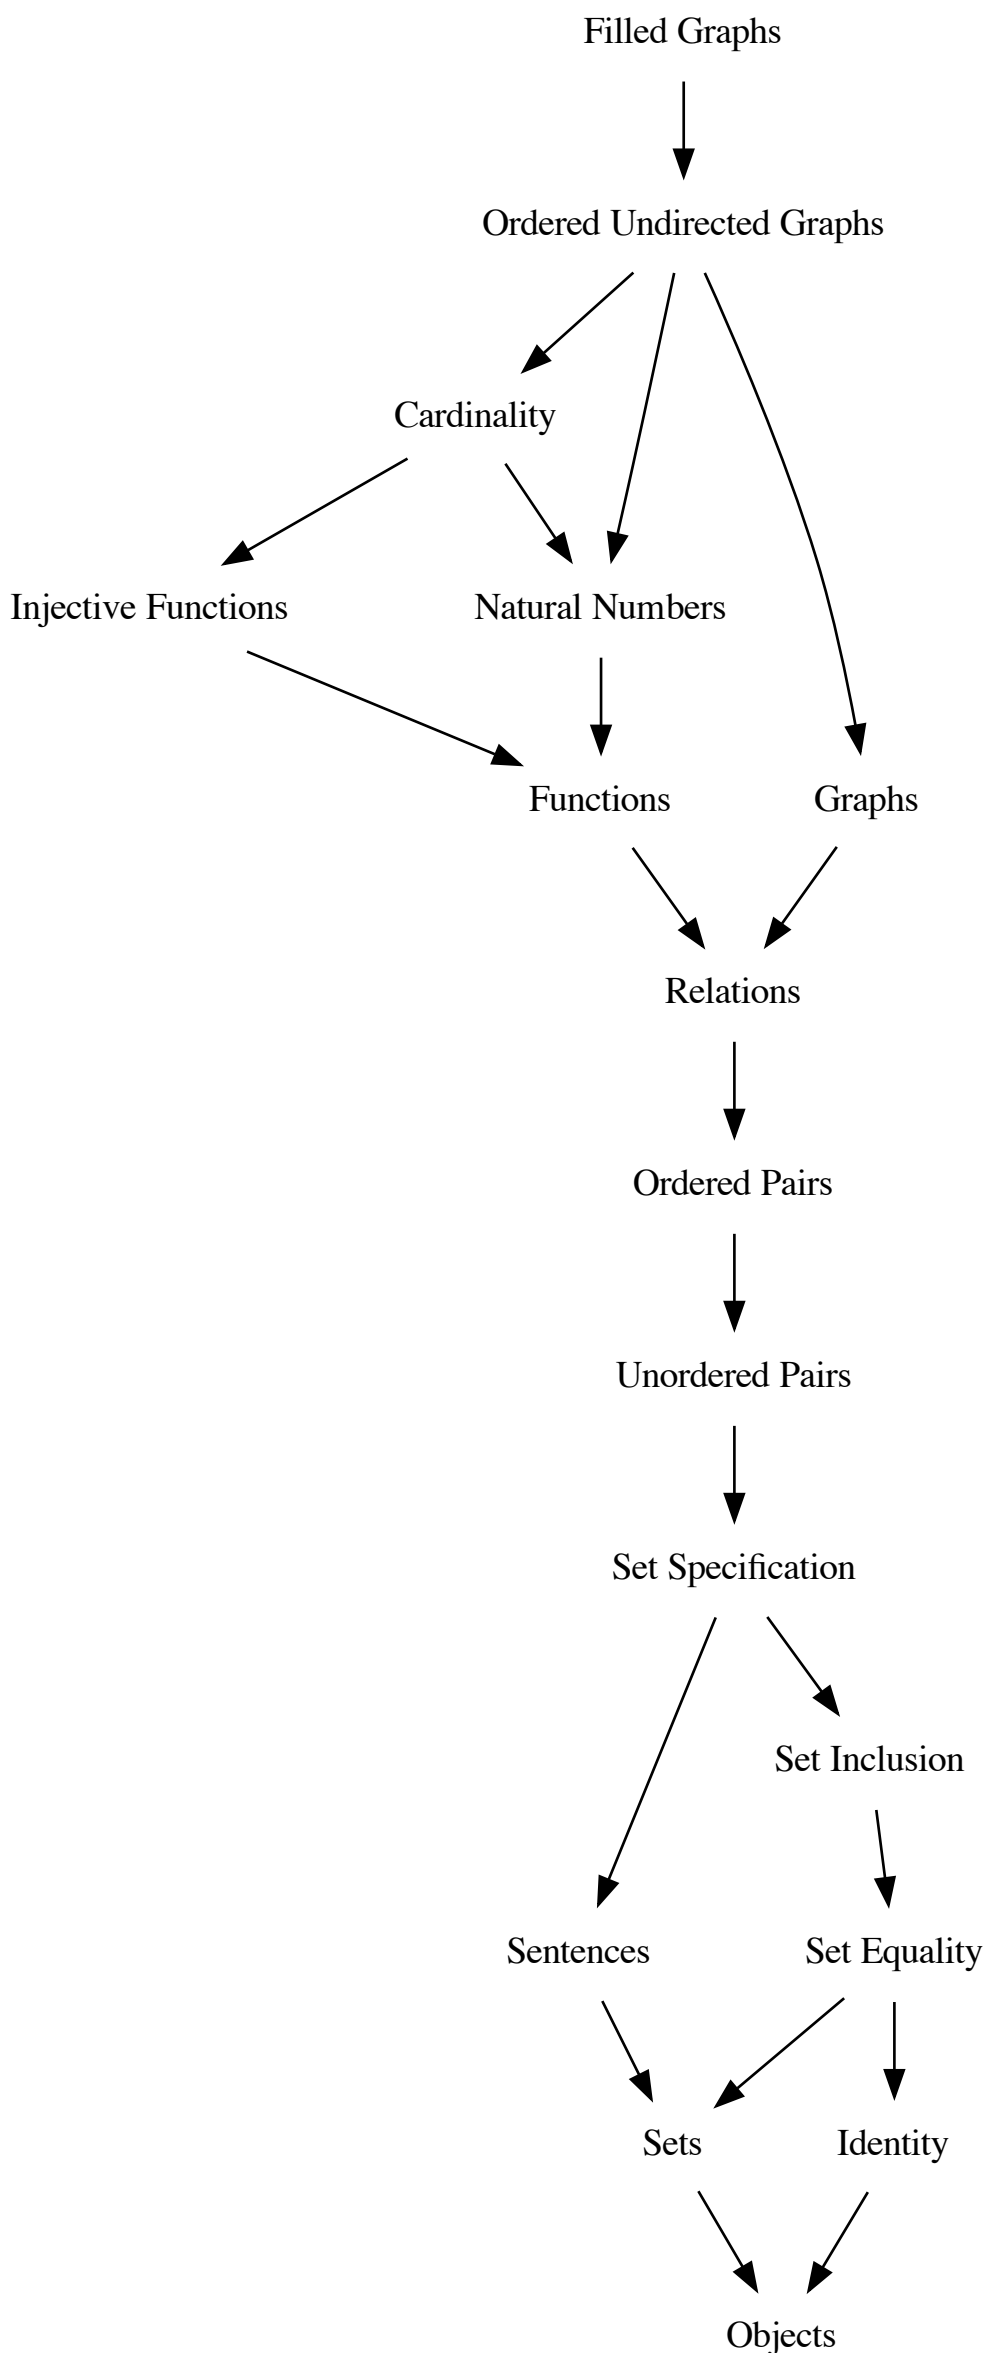 Filled Graphs
Ordered Undirected Graphs
Cardinality
Injective Functions
Natural Numbers
Functions
Graphs
Relations
Ordered Pairs
Unordered Pairs
Set Specification
Set Inclusion
Sentences
Set Equality
Sets
Identity
Objects